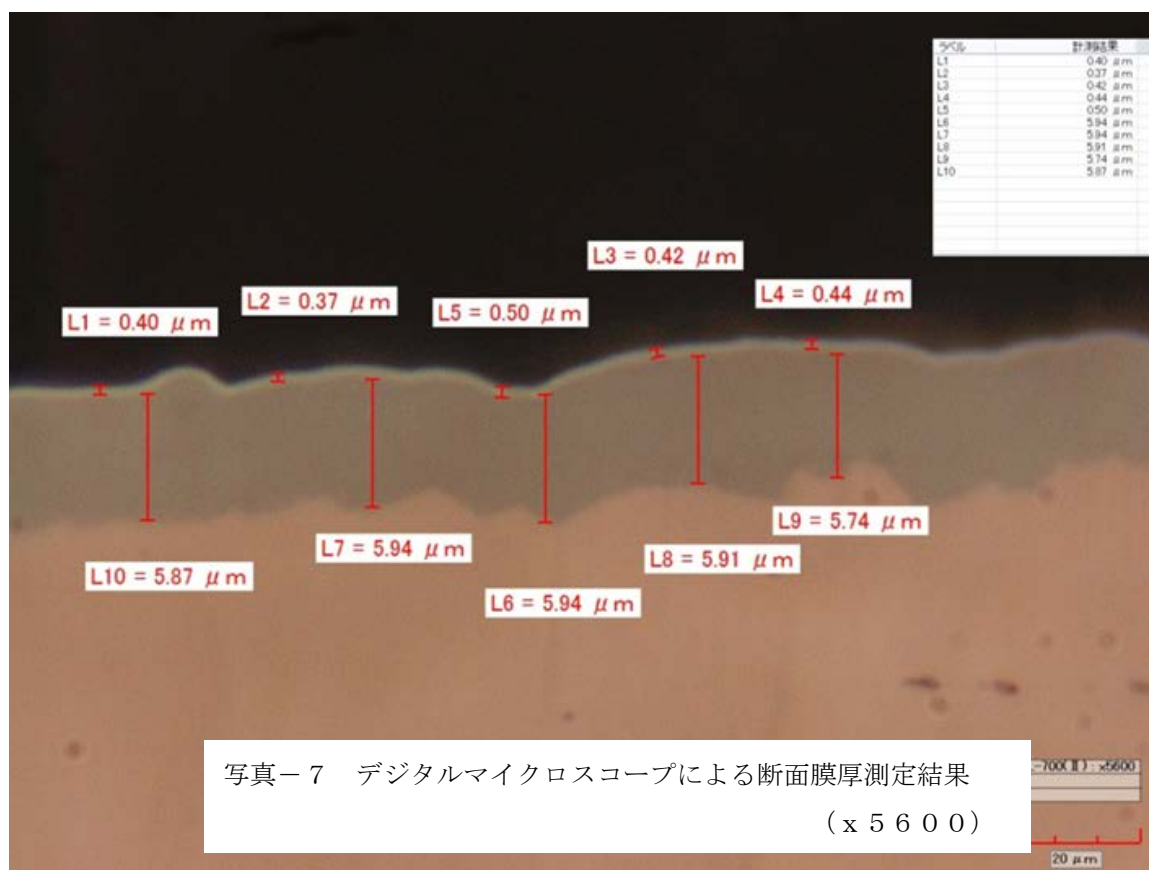 ラベル 計測結果
L1 0.40 μm
L2 0.37 μm
L3 0.42 μm
L4 0.44 μm
L5 0.50 μm
L6 5.94 μm
L7 5.94 μm
L8 5.91 μm
L9 5.74 μm
L10 5.87 μm
L3 = 0.42 μm
L2 = 0.37 μm
L5 = 0.50 μm
L4 = 0.44 μm
L1 = 0.40 μm
L10 = 5.87 μm
L7 = 5.94 μm
L6 = 5.94 μm
L8 = 5.91 μm
L9 = 5.74 μm
写真－7 デジタルマイクロスコープによる断面膜厚測定結果
（x5600）
-700(Ⅱ) : x5600
20 μm